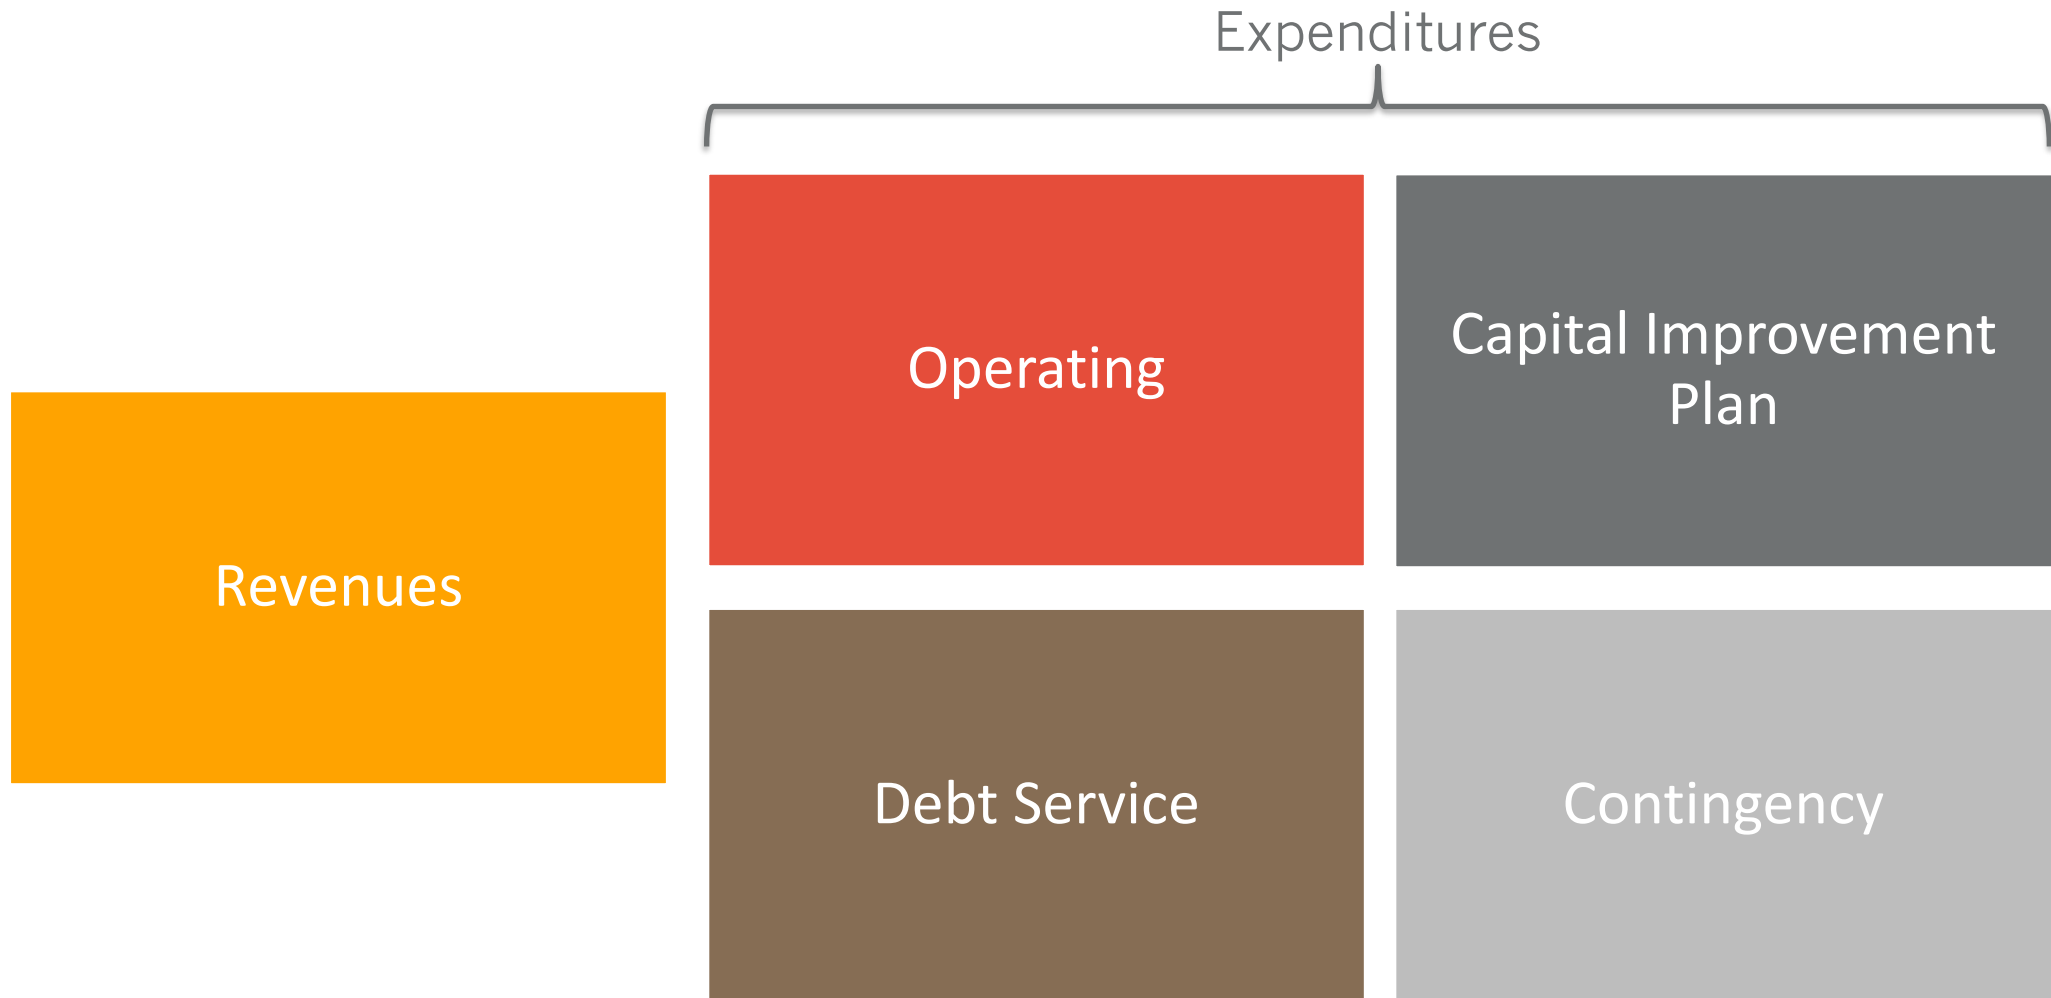 Expenditures
Operating
Capital Improvement
Plan
Revenues
Debt Service
Contingency